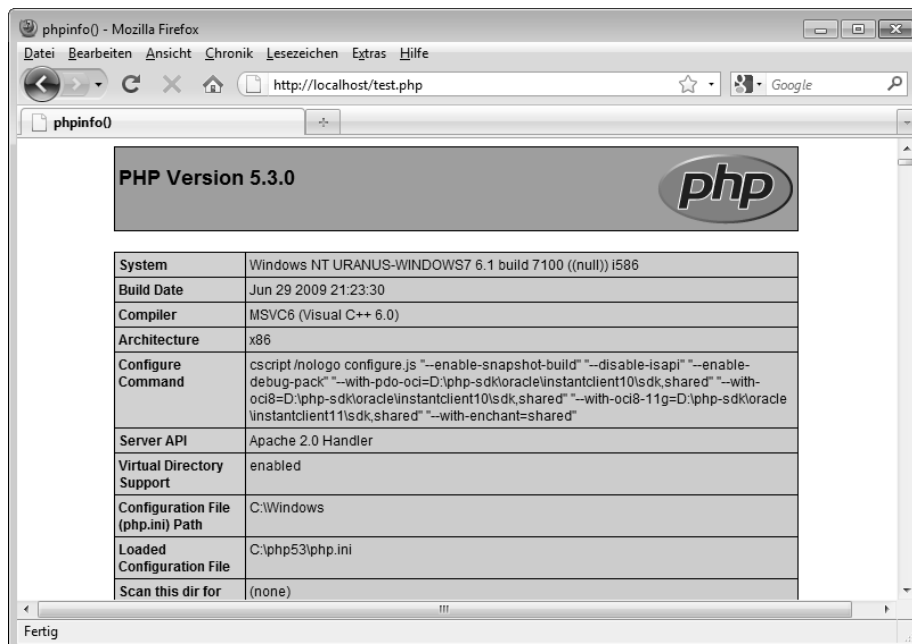 phpinfo() - Mozilla Firefox
Datei Bearbeiten Ansicht Chronik Lesezeichen Extras Hilfe
http://localhost/test.php
Google
phpinfo()
PHP Version 5.3.0
php
System Windows NT URANUS-WINDOWS7 6.1 build 7100 ((null)) i586
Build Date Jun 29 2009 21:23:30
Compiler MSVC6 (Visual C++ 6.0)
Architecture x86
Configure Command cscript /nologo configure.js "--enable-snapshot-build" "--disable-isapi" "--enable-
debug-pack" "--with-pdo-oci=D:\php-sdk\oracle\instantclient10\sdk,shared" "--with-
oci8=D:\php-sdk\oracle\instantclient10\sdk,shared" "--with-oci8-11g=D:\php-sdk\oracle
\instantclient11\sdk,shared" "--with-enchant=shared"
Server API Apache 2.0 Handler
Virtual Directory Support enabled
Configuration File (php.ini) Path C:\Windows
Loaded Configuration File C:\php53\php.ini
Scan this dir for (none)
Fertig